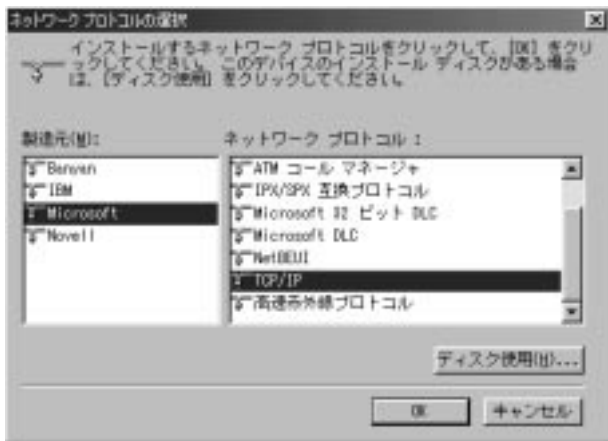 ネットワーク プロトコルの選択
インストールするネットワーク プロトコルをクリックして、[OK] をクリ
ックしてください。このデバイスのインストール ディスクがある場合
は、[ディスク使用] をクリックしてください。
製造元(M):
ネットワーク プロトコル :
Banyan
IBM
Microsoft
Novell
ATM コール マネージャ
IPX/SPX 互換プロトコル
Microsoft 32 ビット DLC
Microsoft DLC
NetBEUI
TCP/IP
高速赤外線プロトコル
ディスク使用(H)...
OK
キャンセル